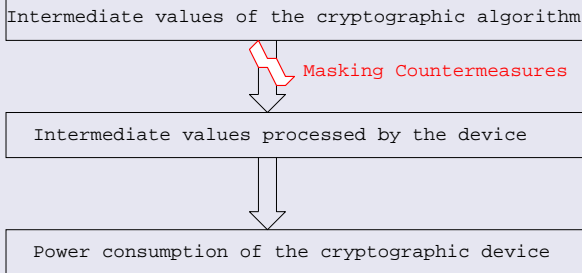 Intermediate values of the cryptographic algorithm
Masking Countermeasures
Intermediate values processed by the device
Power consumption of the cryptographic device